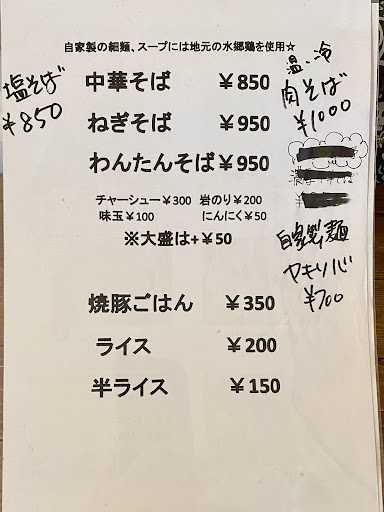 自家製の細麺、スープには地元の水郷鶏を使用☆
塩そば
¥850
中華そば ¥850
ねぎそば ¥950
わんたんそば ¥950
チャーシュー¥300 岩のり¥200
味玉¥100 にんにく¥50
※大盛は+¥50
焼豚ごはん ¥350
ライス ¥200
半ライス ¥150
温、冷
肉そば
¥1000
自家製麺
ヤキソバ
¥700